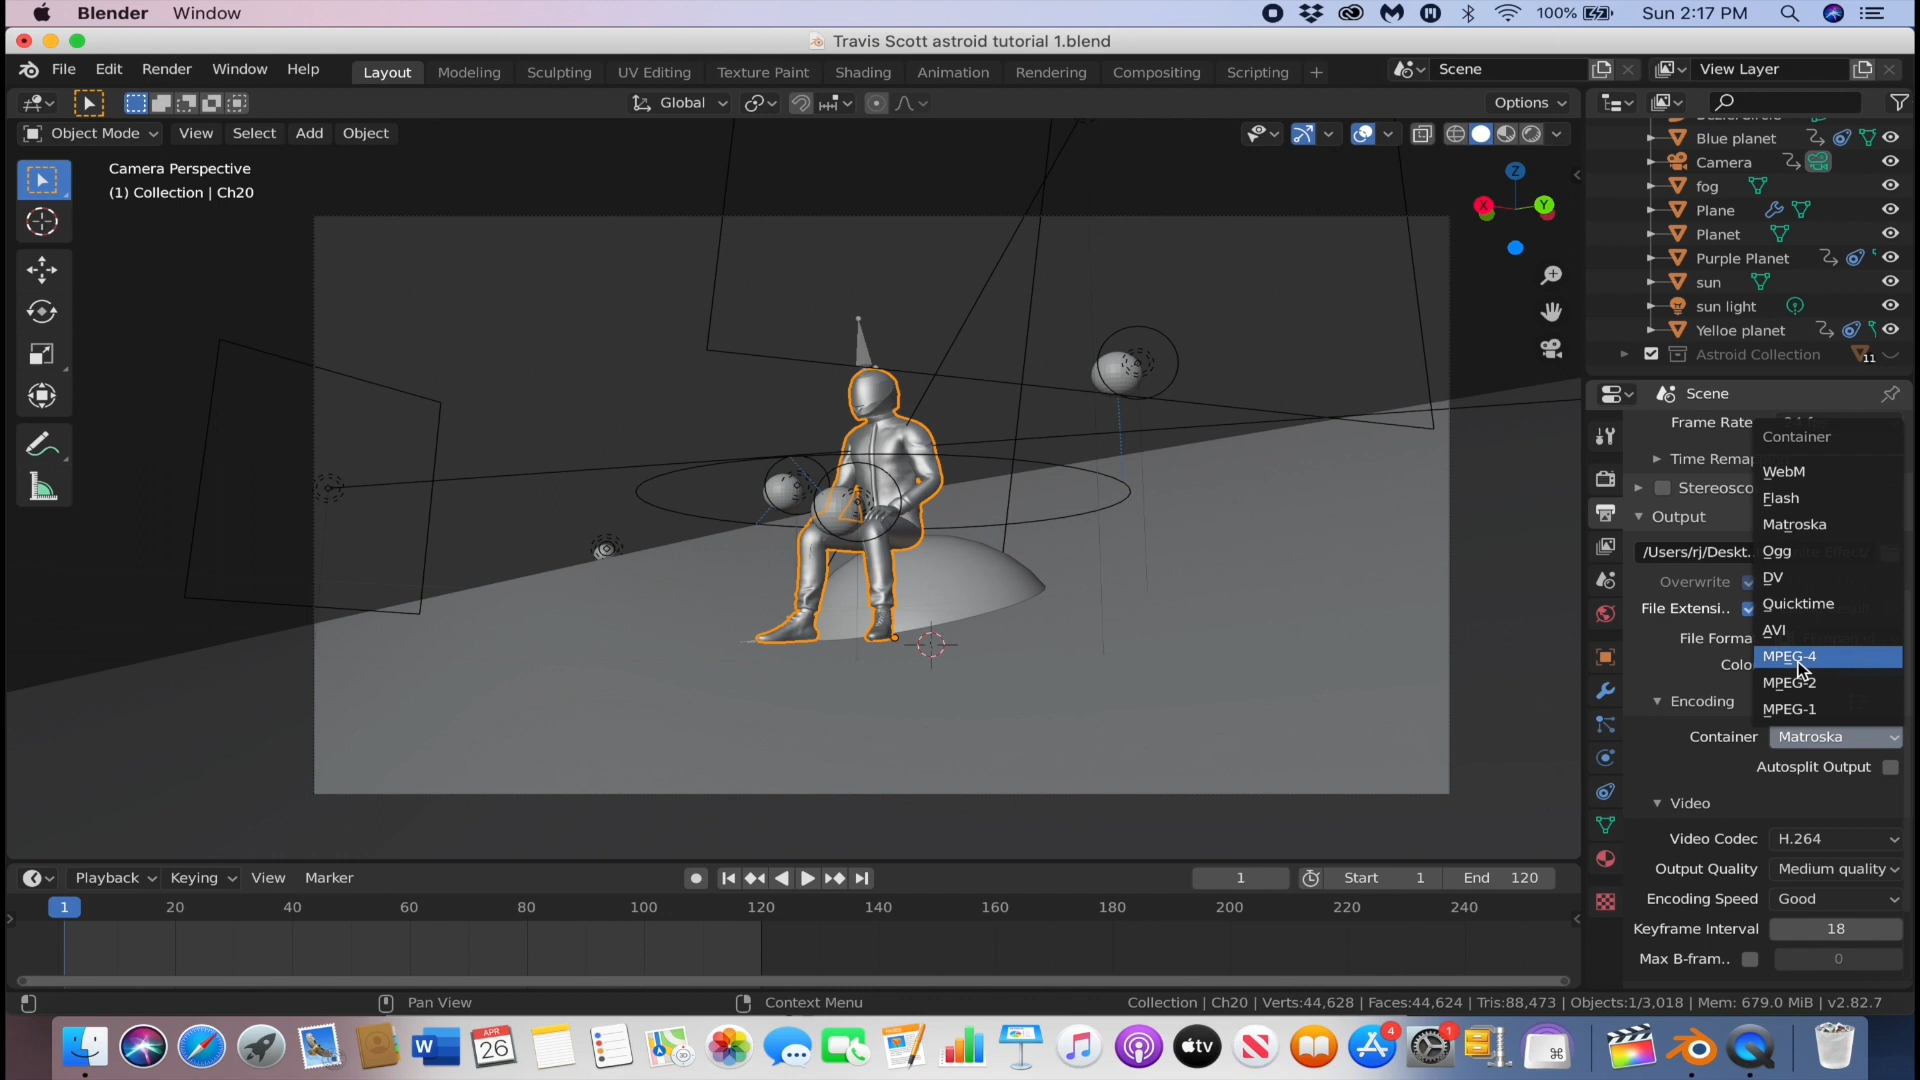 Blender Window
100% Sun 2:17 PM
Travis Scott astroid tutorial 1.blend
File Edit Render Window Help Layout Modeling Sculpting UV Editing Texture Paint Shading Animation Rendering Compositing Scripting + Scene View Layer
Global Options
Object Mode View Select Add Object
Camera Perspective
(1) Collection | Ch20
Z
X
Y
Blue planet
Camera
fog
Plane
Planet
Purple Planet
sun
sun light
Yelloe planet
Astroid Collection 11
Scene
Frame Rate
Container
Time Remap
WebM
Stereosco
Flash
Output
Matroska
/Users/rj/Deskt..
Ogg
Overwrite
DV
File Extensi..
Quicktime
File Forma
AVI
Colo
MPEG-4
MPEG-2
Encoding
MPEG-1
Container Matroska
Autosplit Output
Video
Video Codec H.264
Output Quality Medium quality
Encoding Speed Good
Keyframe Interval 18
Max B-fram.. 0
Playback Keying View Marker 1 Start 1 End 120
1 20 40 60 80 100 120 140 160 180 200 220 240
Pan View Context Menu Collection | Ch20 | Verts:44,628 | Faces:44,624 | Tris:88,473 | Objects:1/3,018 | Mem: 679.0 MiB | v2.82.7
W
APR
26
tv
4
1